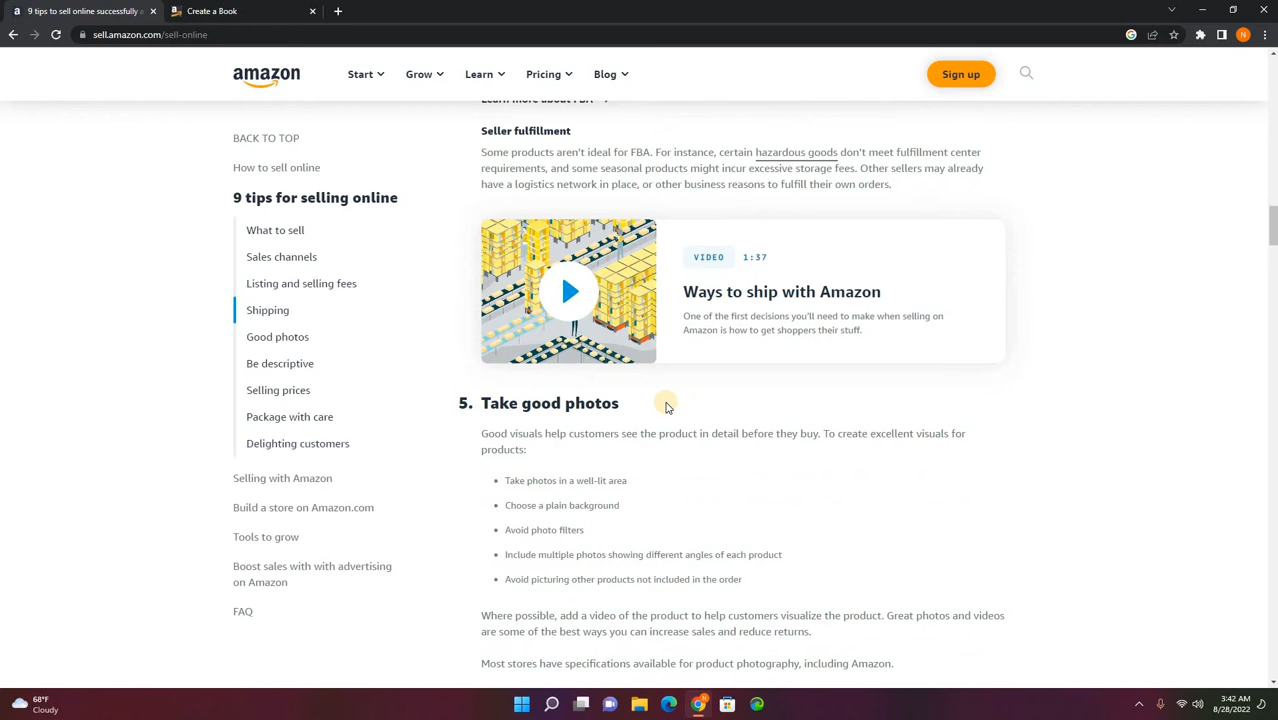 9 tips to sell products online to s
Create a Book
sell.amazon.com/sell-online
N
amazon
Start
Grow
Learn
Pricing
Blog
Sign up
Learn more about FBA
BACK TO TOP
How to sell online
9 tips for selling online
What to sell
Sales channels
Listing and selling fees
Shipping
Good photos
Be descriptive
Selling prices
Package with care
Delighting customers
Selling with Amazon
Build a store on Amazon.com
Tools to grow
Boost sales with with advertising
on Amazon
FAQ
Seller fulfillment
Some products aren't ideal for FBA. For instance, certain hazardous goods don't meet fulfillment center
requirements, and some seasonal products might incur excessive storage fees. Other sellers may already
have a logistics network in place, or other business reasons to fulfill their own orders.
VIDEO 1:37
Ways to ship with Amazon
One of the first decisions you'll need to make when selling on
Amazon is how to get shoppers their stuff.
5. Take good photos
Good visuals help customers see the product in detail before they buy. To create excellent visuals for
products:
• Take photos in a well-lit area
• Choose a plain background
• Avoid photo filters
• Include multiple photos showing different angles of each product
• Avoid picturing other products not included in the order
Where possible, add a video of the product to help customers visualize the product. Great photos and videos
are some of the best ways you can increase sales and reduce returns.
Most stores have specifications available for product photography, including Amazon.
68°F
Cloudy
3:42 AM
8/28/2022